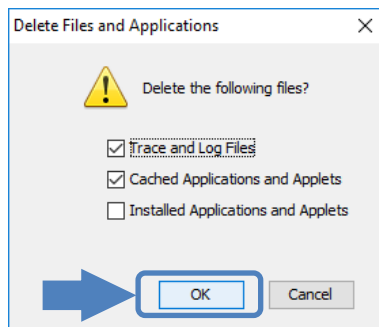 Delete Files and Applications
Delete the following files?
Trace and Log Files
Cached Applications and Applets
Installed Applications and Applets
OK Cancel